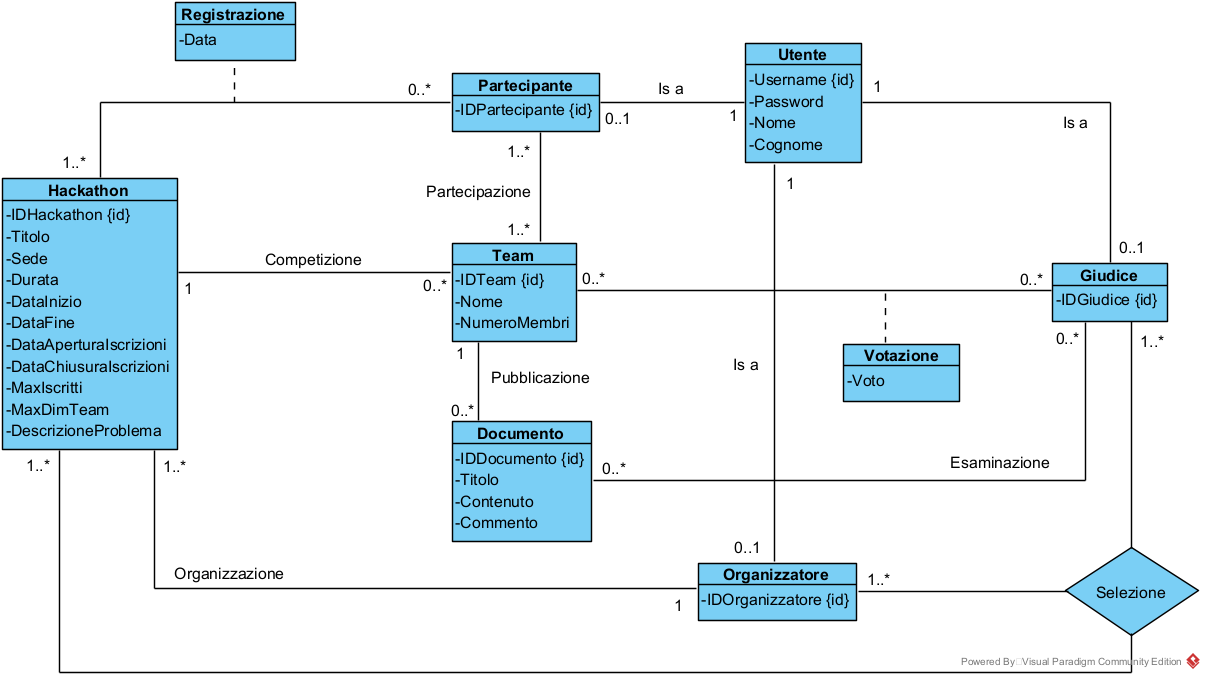 Registrazione
-Data
Partecipante
-IDPartecipante {id}
0..*
Is a
0..1
1
Utente
-Username {id}
-Password
-Nome
-Cognome
1
Is a
1..*
1..*
Partecipazione
1..*
1
0..1
Hackathon
-IDHackathon {id}
-Titolo
-Sede
-Durata
-DataInizio
-DataFine
-DataAperturaIscrizioni
-DataChiusuraIscrizioni
-MaxIscritti
-MaxDimTeam
-DescrizioneProblema
Competizione
1
0..*
Team
-IDTeam {id}
-Nome
-NumeroMembri
0..*
0..*
Giudice
-IDGiudice {id}
0..*
1..*
Votazione
-Voto
1
Pubblicazione
0..*
Is a
Documento
-IDDocumento {id}
-Titolo
-Contenuto
-Commento
0..*
Esaminazione
1..*
1..*
0..1
Organizzazione
1
Organizzatore
-IDOrganizzatore {id}
1..*
Selezione
Powered By Visual Paradigm Community Edition